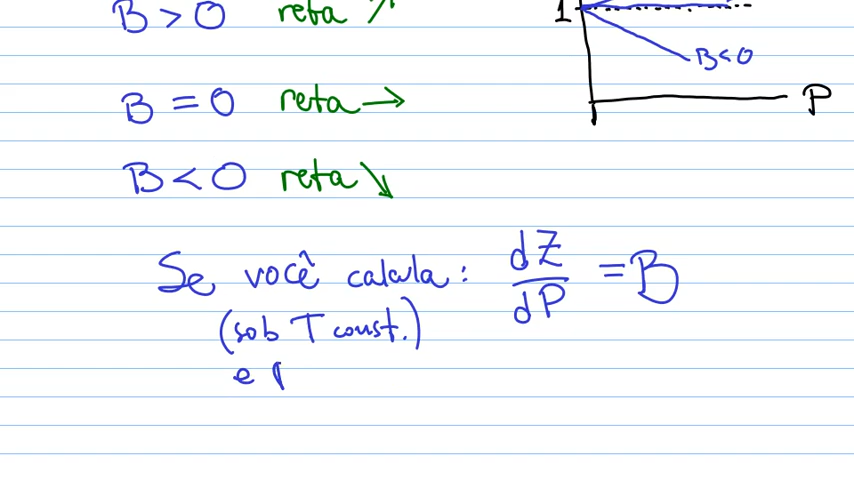 B > 0 reta ↗
1
B < 0
P
B = 0 reta →
B < 0 reta ↘
Se você calcula: dZ/dP = B
(sob T const.)
e